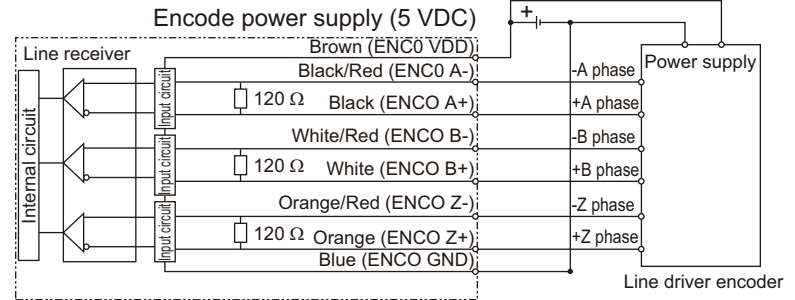 Encode power supply (5 VDC)
+
Line receiver
Brown (ENC0 VDD)
Power supply
Black/Red (ENC0 A-)
-A phase
Input circuit
120 Ω
Black (ENCO A+)
+A phase
White/Red (ENCO B-)
-B phase
Internal circuit
Input circuit
120 Ω
White (ENCO B+)
+B phase
Orange/Red (ENCO Z-)
-Z phase
Input circuit
120 Ω
Orange (ENCO Z+)
+Z phase
Blue (ENCO GND)
Line driver encoder